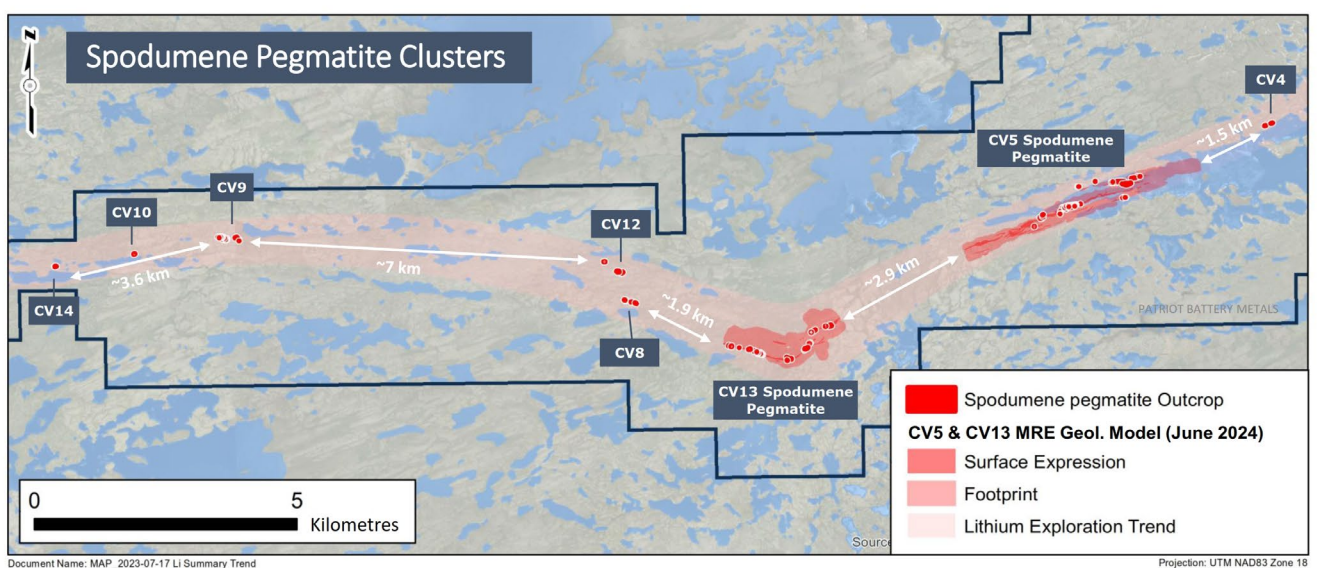 Spodumene Pegmatite Clusters
N
CV4
CV5 Spodumene
Pegmatite
~1.5 km
CV9
CV10
CV12
~7 km
~3.6 km
CV14
~2.9 km
~1.9 km
CV8
PATRIOT BATTERY METALS
CV13 Spodumene
Pegmatite
Spodumene pegmatite Outcrop
CV5 & CV13 MRE Geol. Model (June 2024)
Surface Expression
Footprint
Lithium Exploration Trend
0 5
Kilometres
Document Name: MAP_2023-07-17 Li Summary Trend
Projection: UTM NAD83 Zone 18